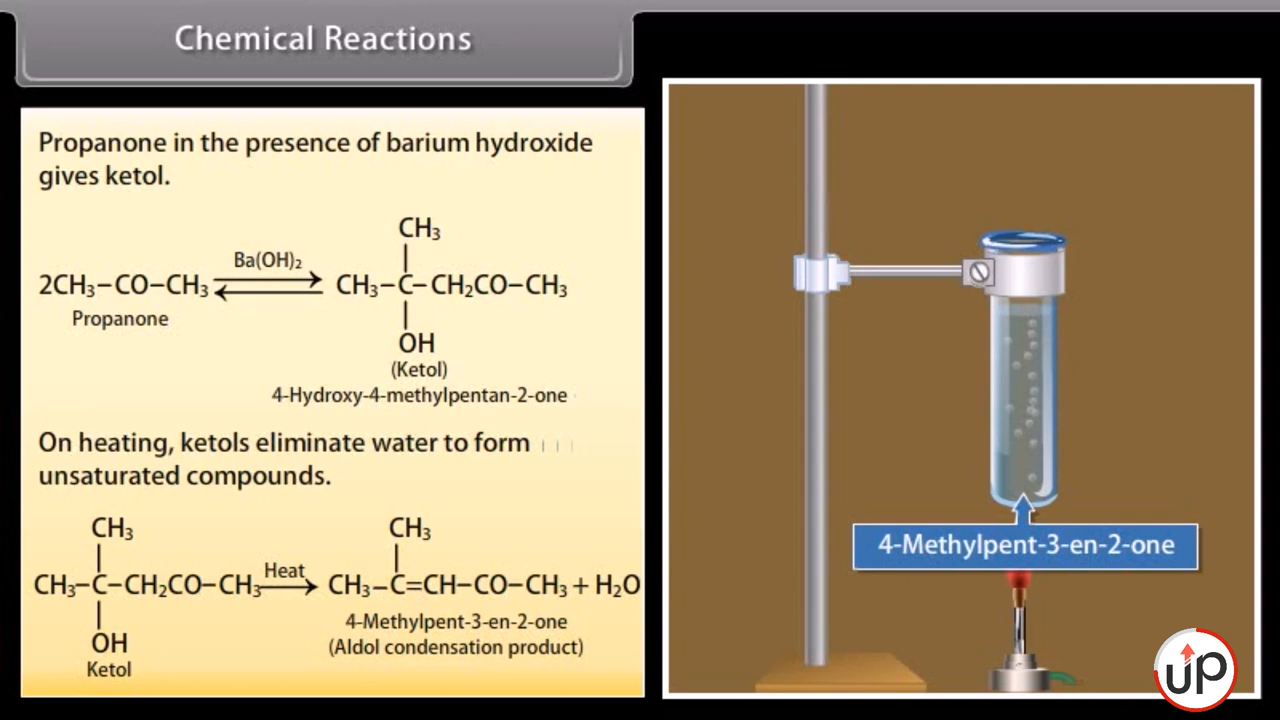 Chemical Reactions
Propanone in the presence of barium hydroxide
gives ketol.
CH₃
Ba(OH)₂
2CH₃–CO–CH₃ ⇌ CH₃–C–CH₂CO–CH₃
Propanone
OH
(Ketol)
4-Hydroxy-4-methylpentan-2-one
On heating, ketols eliminate water to form
unsaturated compounds.
CH₃ CH₃
Heat
CH₃–C–CH₂CO–CH₃ → CH₃–C=CH–CO–CH₃ + H₂O
4-Methylpent-3-en-2-one
OH (Aldol condensation product)
Ketol
4-Methylpent-3-en-2-one
UP